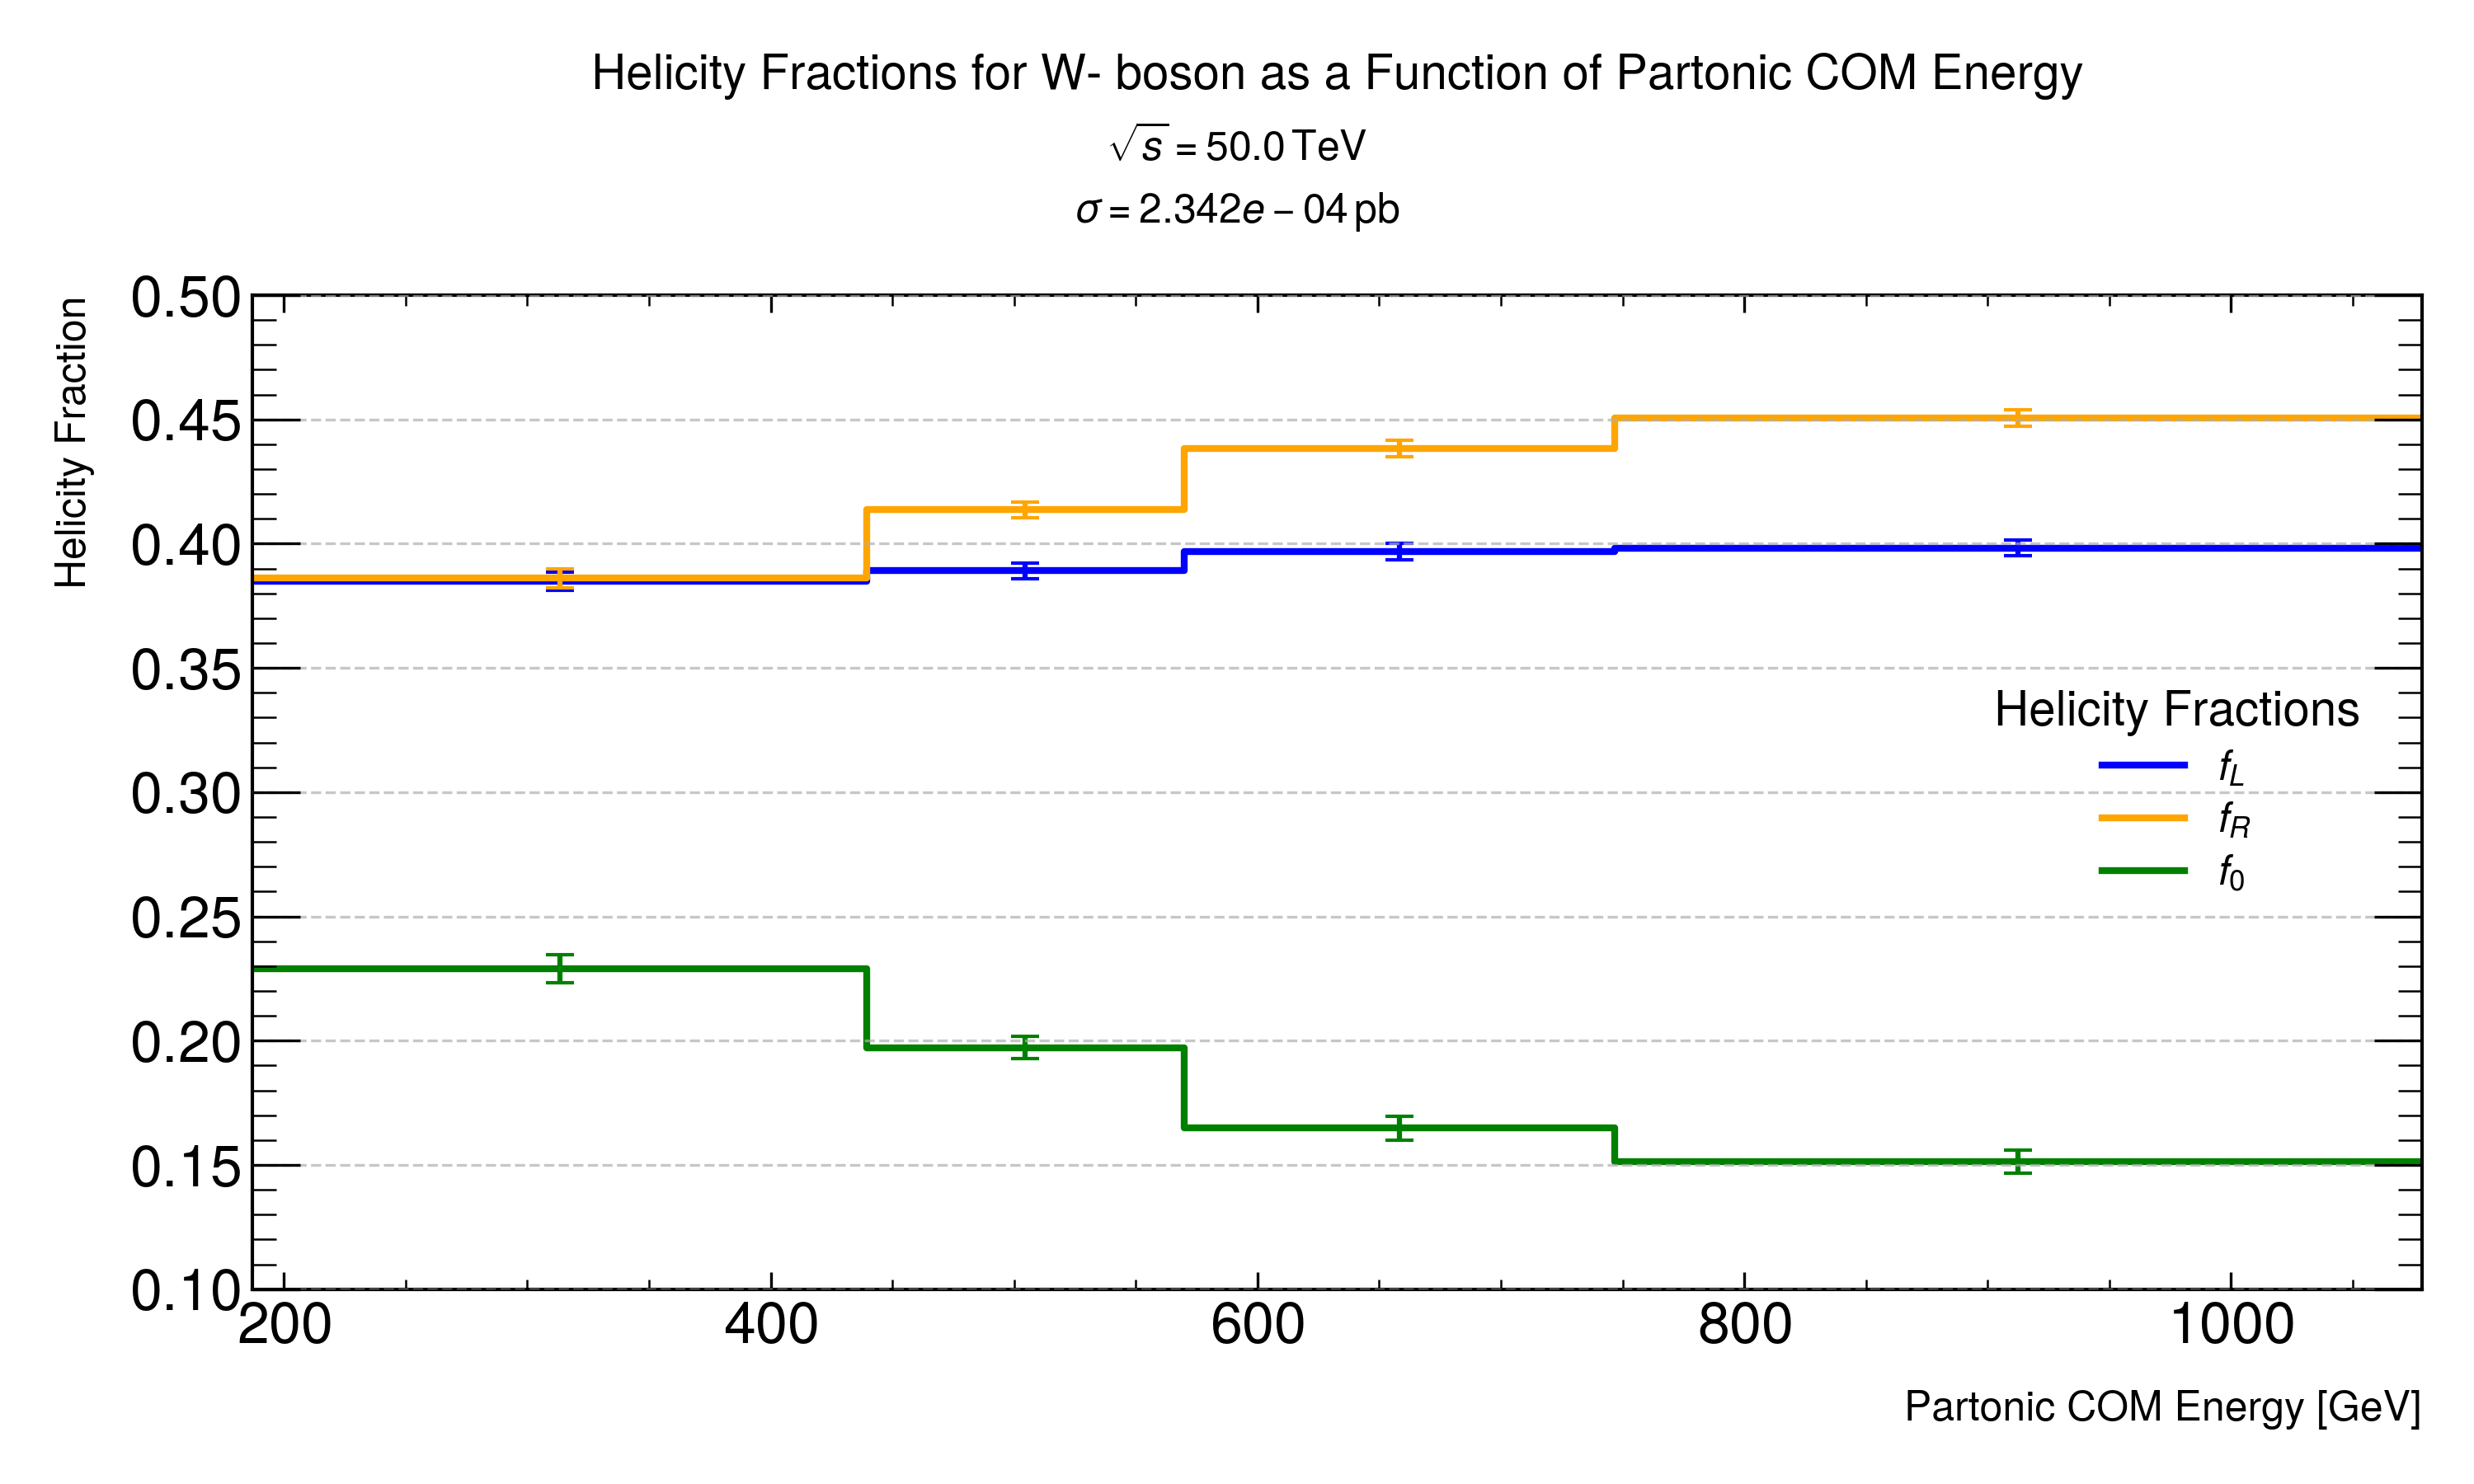 Helicity Fractions for W- boson as a Function of Partonic COM Energy
√s = 50.0 TeV
σ = 2.342e − 04 pb
Helicity Fraction
0.50
0.45
0.40
0.35
0.30
0.25
0.20
0.15
0.10
Helicity Fractions
f_L
f_R
f_0
200 400 600 800 1000
Partonic COM Energy [GeV]